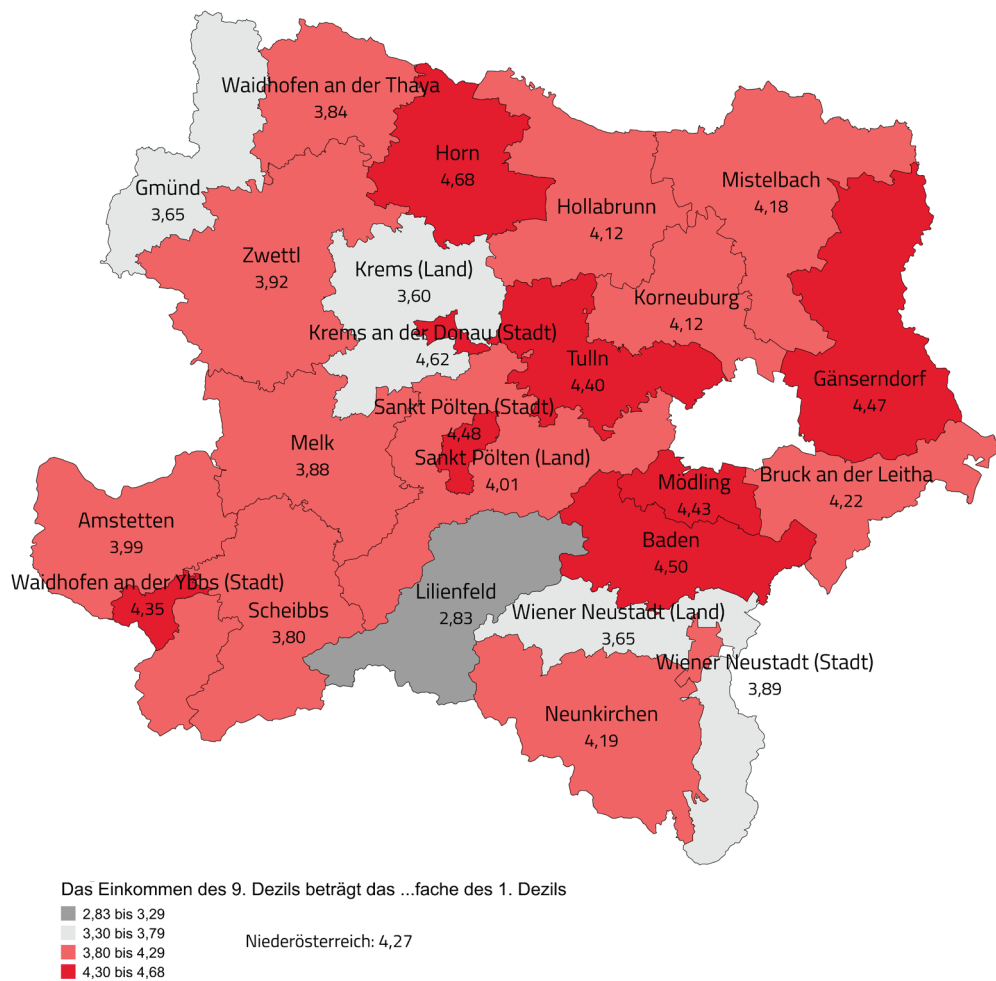 Waidhofen an der Thaya
3,84
Horn
4,68
Gmünd
3,65
Mistelbach
4,18
Hollabrunn
4,12
Zwettl
3,92
Krems (Land)
3,60
Korneuburg
4,12
Krems an der Donau (Stadt)
4,62
Tulln
4,40
Gänserndorf
4,47
Sankt Pölten (Stadt)
4,48
Melk
3,88
Sankt Pölten (Land)
4,01
Mödling
4,43
Bruck an der Leitha
4,22
Amstetten
3,99
Baden
4,50
Waidhofen an der Ybbs (Stadt)
4,35
Lilienfeld
2,83
Scheibbs
3,80
Wiener Neustadt (Land)
3,65
Wiener Neustadt (Stadt)
3,89
Neunkirchen
4,19
Das Einkommen des 9. Dezils beträgt das ...fache des 1. Dezils
2,83 bis 3,29
3,30 bis 3,79
3,80 bis 4,29
4,30 bis 4,68
Niederösterreich: 4,27